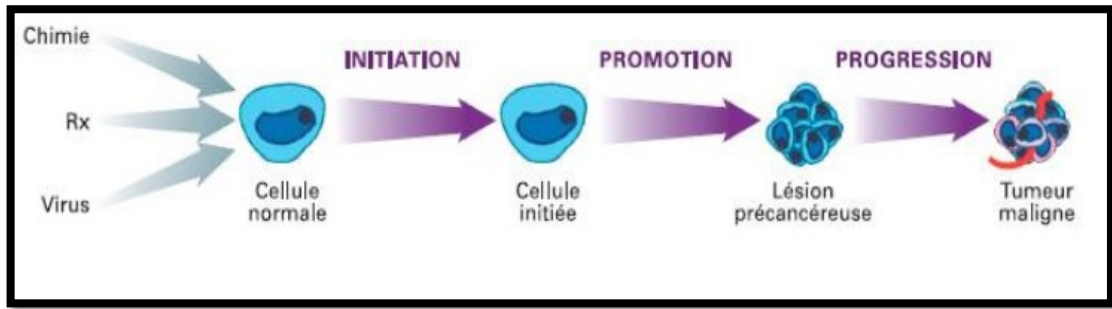 Chimie
Rx
Virus
INITIATION
PROMOTION
PROGRESSION
Cellule
normale
Cellule
initiée
Lésion
précancéreuse
Tumeur
maligne